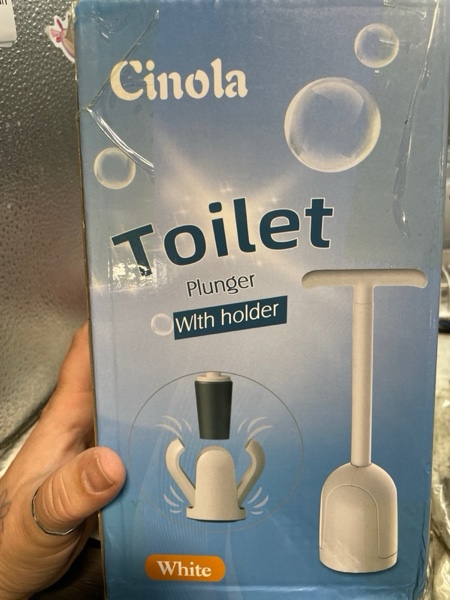 Cinola
Toilet
Plunger
WIth holder
White